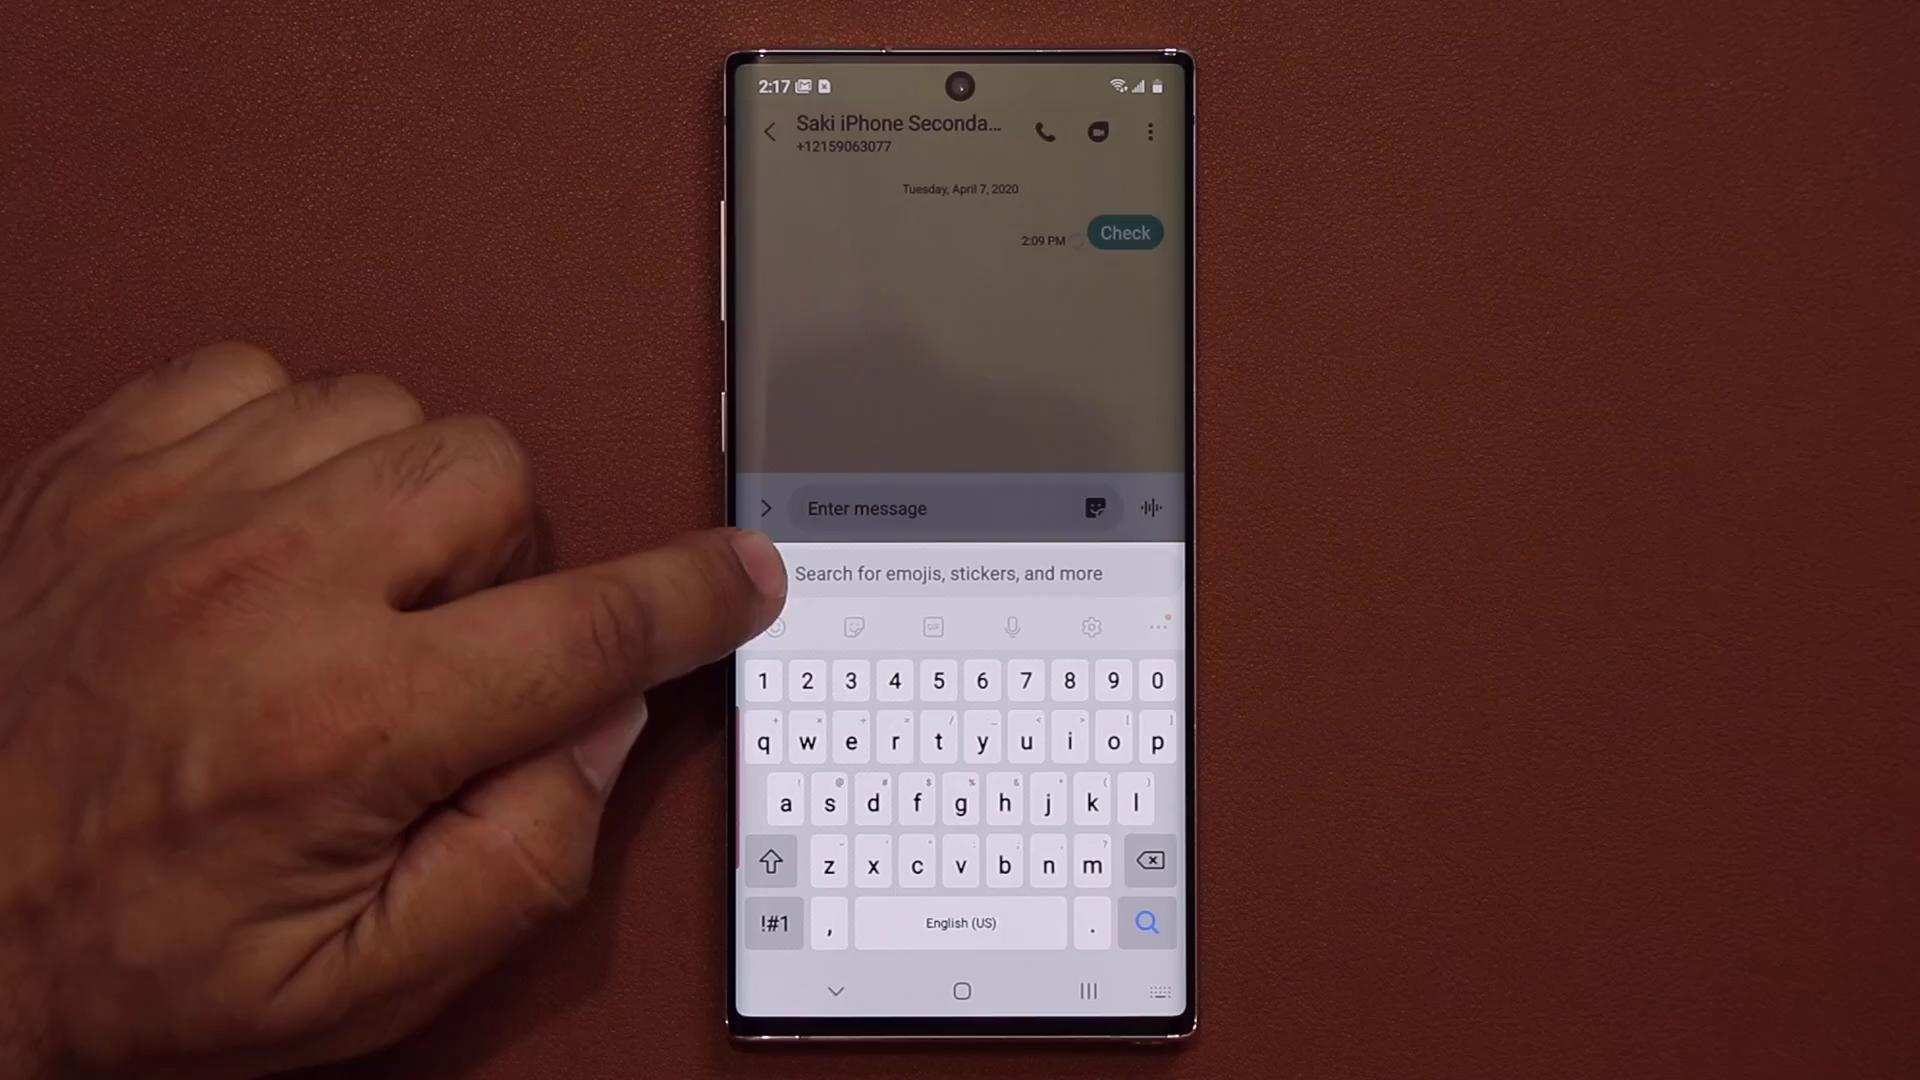 2:17
Saki iPhone Seconda...
+12159063077
Tuesday, April 7, 2020
2:09 PM
Check
Enter message
Search for emojis, stickers, and more
GIF
1 2 3 4 5 6 7 8 9 0
q w e r t y u i o p
a s d f g h j k l
z x c v b n m
!#1 , English (US) .